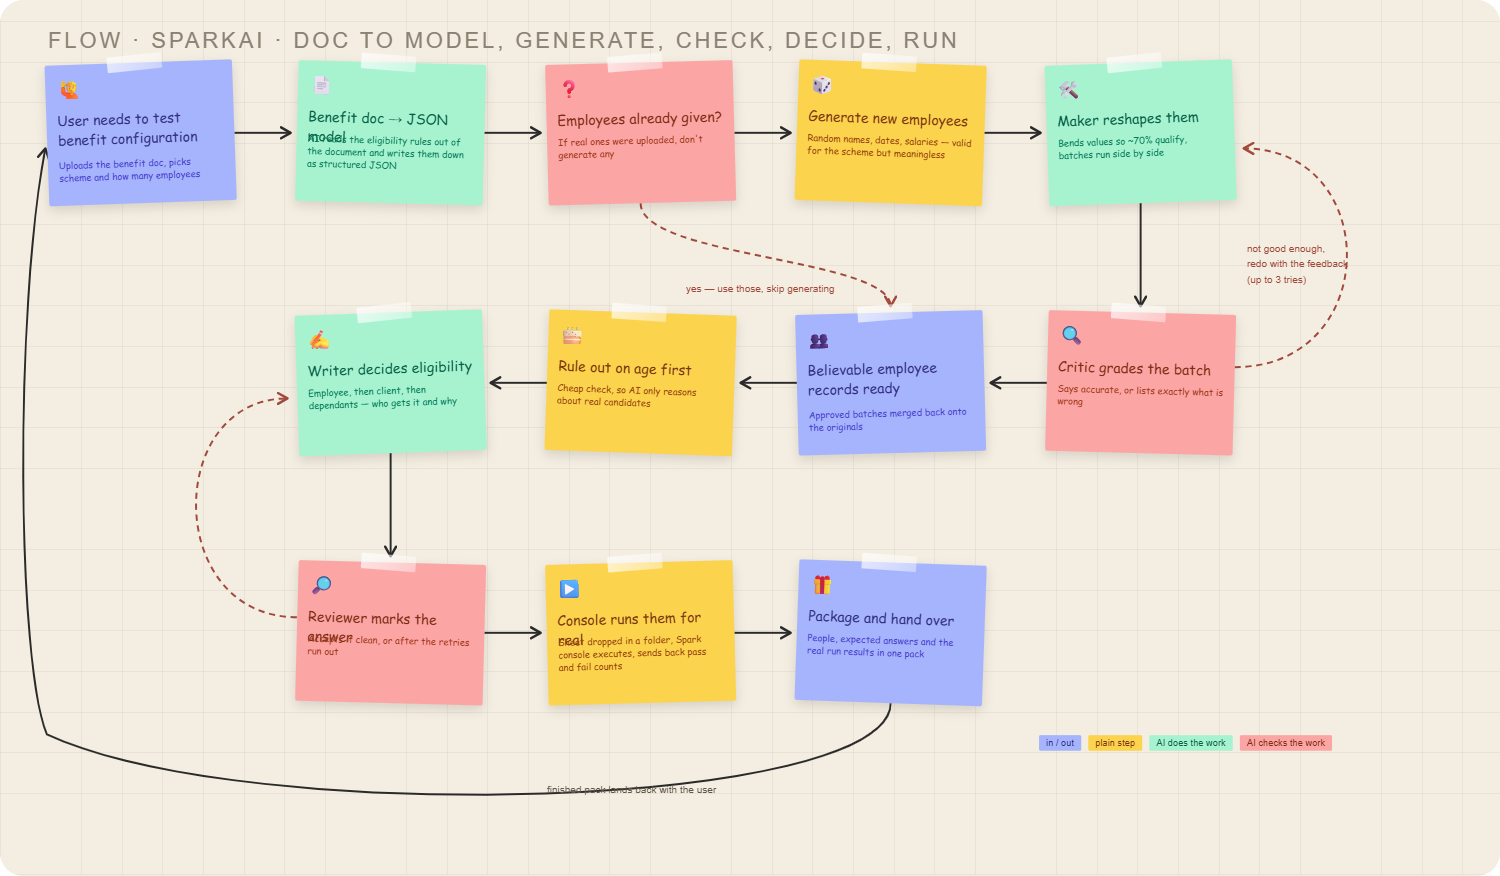 FLOW · SPARKAI · DOC TO MODEL, GENERATE, CHECK, DECIDE, RUN
User needs to test
benefit configuration
Uploads the benefit doc, picks
scheme and how many employees
Benefit doc → JSON
model
AI reads the eligibility rules out of
the document and writes them down
as structured JSON
Employees already given?
If real ones were uploaded, don't
generate any
Generate new employees
Random names, dates, salaries — valid
for the scheme but meaningless
Maker reshapes them
Bends values so ~70% qualify,
batches run side by side
not good enough,
redo with the feedback
(up to 3 tries)
yes — use those, skip generating
Writer decides eligibility
Employee, then client, then
dependants — who gets it and why
Rule out on age first
Cheap check, so AI only reasons
about real candidates
Believable employee
records ready
Approved batches merged back onto
the originals
Critic grades the batch
Says accurate, or lists exactly what is
wrong
Reviewer marks the
answer
if clean, or after the retries
run out
Console runs them for
real
dropped in a folder, Spark
console executes, sends back pass
and fail counts
Package and hand over
People, expected answers and the
real run results in one pack
in / out
plain step
AI does the work
AI checks the work
finished pack lands back with the user